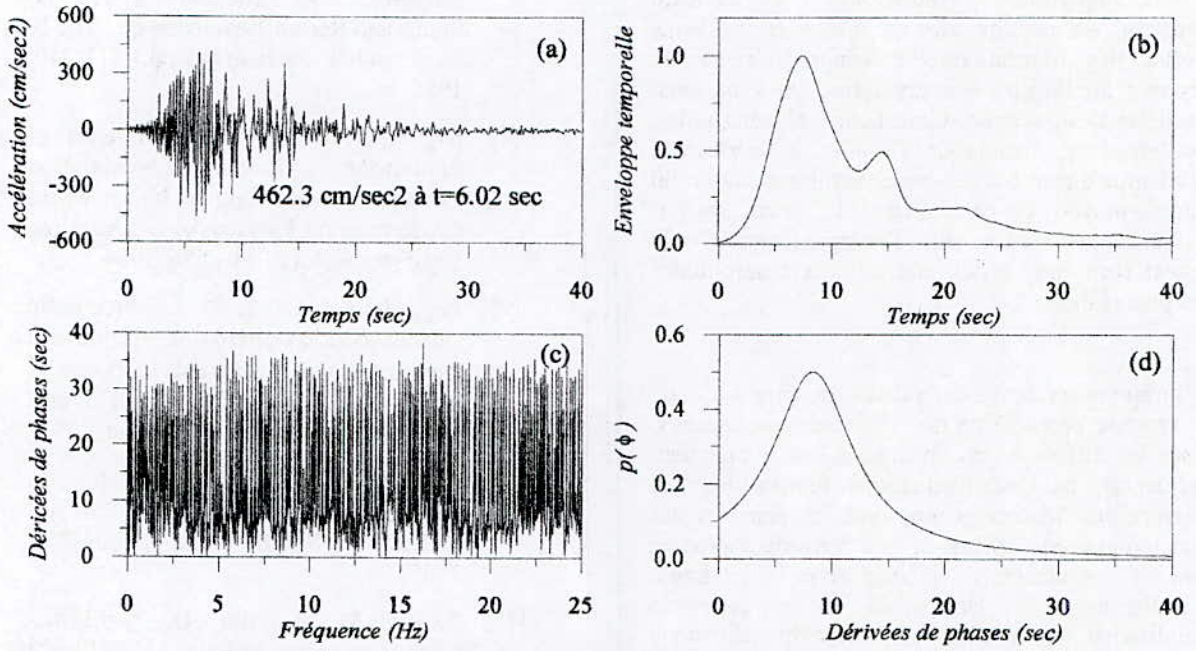 Accélération (cm/sec2)
600
300
0
-300
-600
(a)
462.3 cm/sec2 à t=6.02 sec
0
10
20
30
40
Temps (sec)
Enveloppe temporelle
1.0
0.5
0.0
(b)
0
10
20
30
40
Temps (sec)
Déricées de phases (sec)
40
30
20
10
0
(c)
0
5
10
15
20
25
Fréquence (Hz)
p(ϕ')
0.6
0.4
0.2
0.0
(d)
0
10
20
30
40
Dérivées de phases (sec)